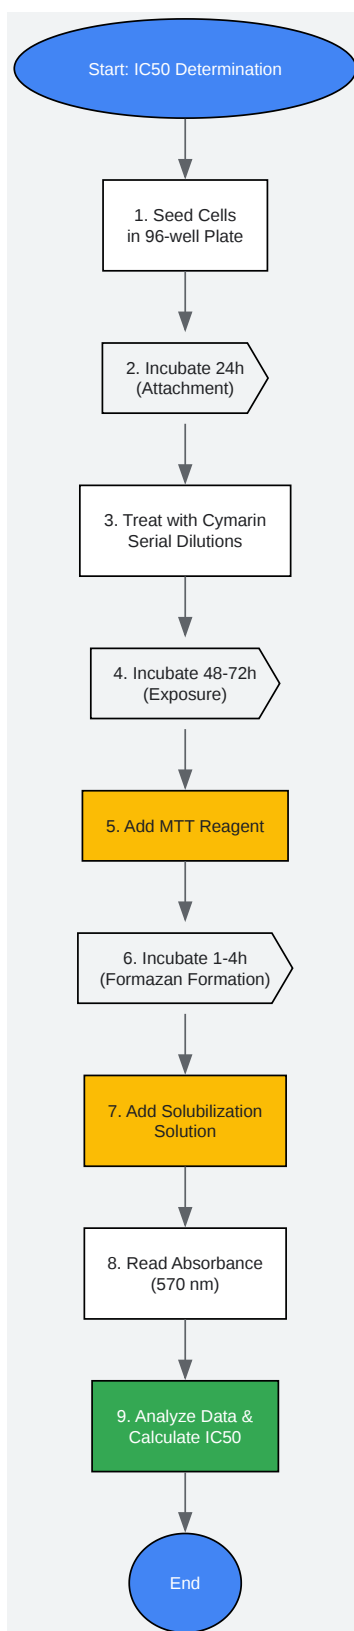 Start: IC50 Determination
1. Seed Cells
in 96-well Plate
2. Incubate 24h
(Attachment)
3. Treat with Cymarin
Serial Dilutions
4. Incubate 48-72h
(Exposure)
5. Add MTT Reagent
6. Incubate 1-4h
(Formazan Formation)
7. Add Solubilization
Solution
8. Read Absorbance
(570 nm)
9. Analyze Data &
Calculate IC50
End